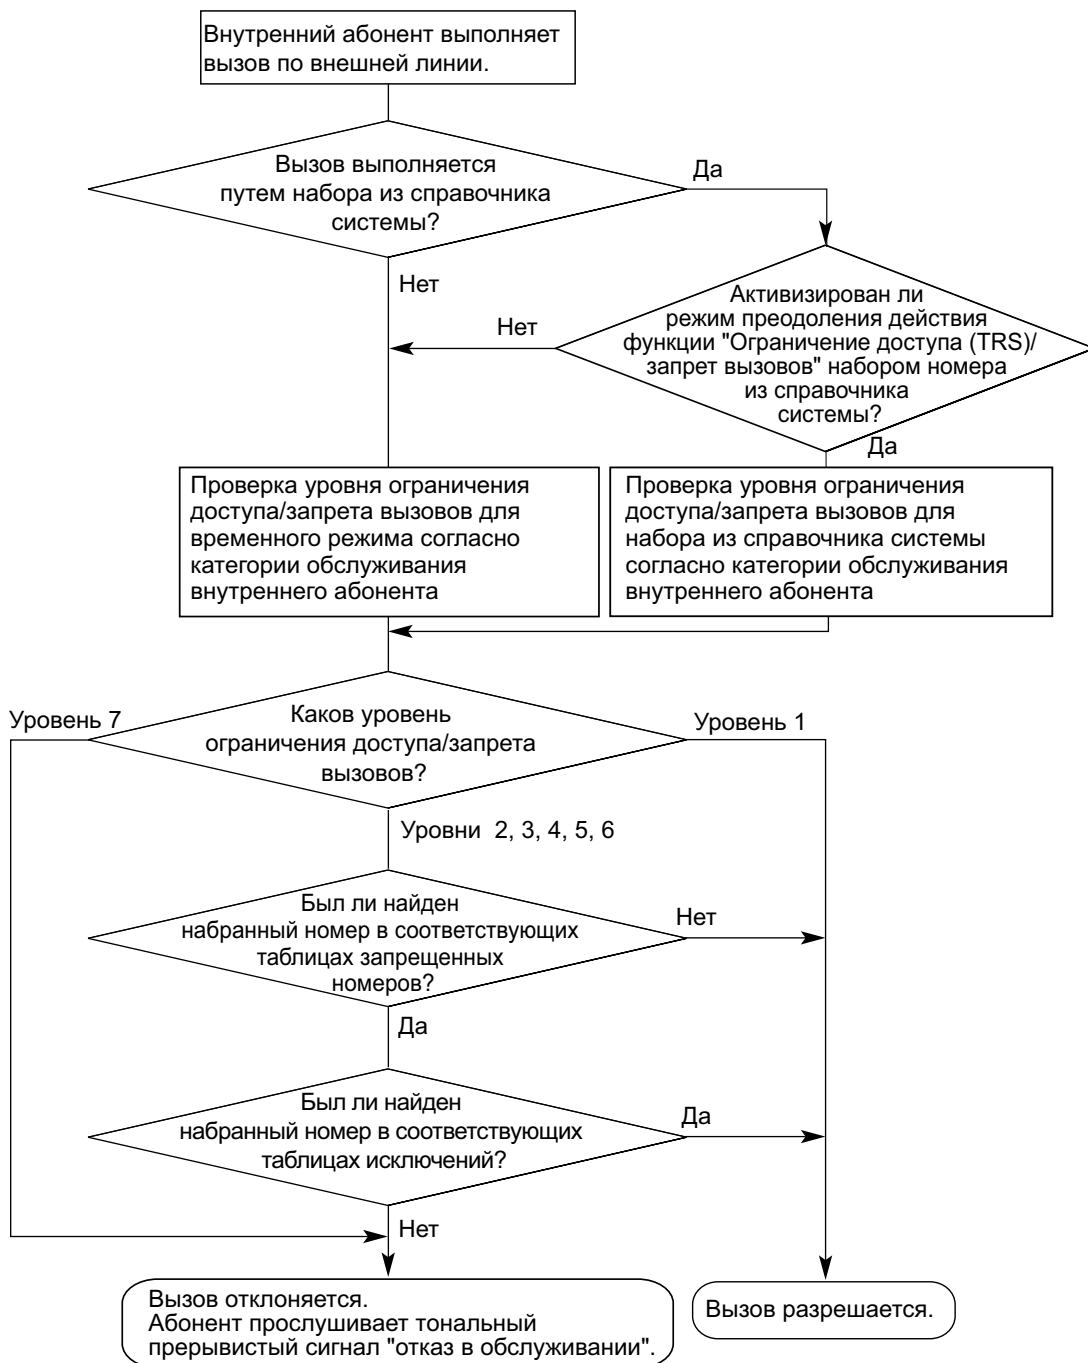 Внутренний абонент выполняет
вызов по внешней линии.
Вызов выполняется
путем набора из справочника
системы?
Да
Нет
Активизирован ли
режим преодоления действия
функции "Ограничение доступа (TRS)/
запрет вызовов" набором номера
из справочника
системы?
Нет
Да
Проверка уровня ограничения
доступа/запрета вызовов для
временного режима согласно
категории обслуживания
внутреннего абонента
Проверка уровня ограничения
доступа/запрета вызовов для
набора из справочника системы
согласно категории обслуживания
внутреннего абонента
Уровень 7
Каков уровень
ограничения доступа/запрета
вызовов?
Уровень 1
Уровни 2, 3, 4, 5, 6
Был ли найден
набранный номер в соответствующих
таблицах запрещенных
номеров?
Нет
Да
Был ли найден
набранный номер в соответствующих
таблицах исключений?
Да
Нет
Вызов отклоняется.
Абонент прослушивает тональный
прерывистый сигнал "отказ в обслуживании".
Вызов разрешается.